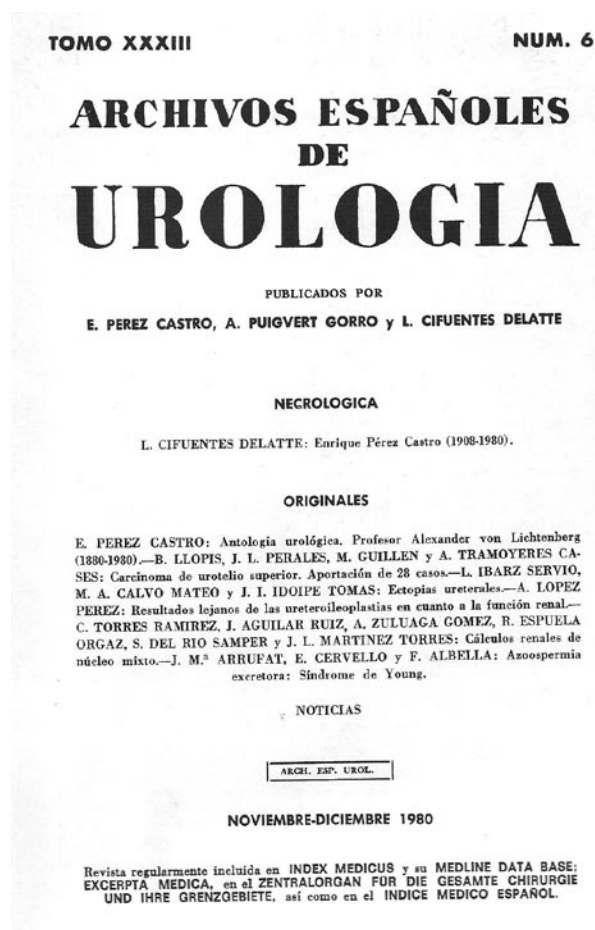 TOMO XXXIII NUM. 6
ARCHIVOS ESPAÑOLES
DE
UROLOGIA
PUBLICADOS POR
E. PEREZ CASTRO, A. PUIGVERT GORRO y L. CIFUENTES DELATTE
NECROLOGICA
L. CIFUENTES DELATTE: Enrique Pérez Castro (1908-1980).
ORIGINALES
E. PEREZ CASTRO: Antología urológica. Profesor Alexander von Lichtenberg
(1880-1980).—B. LLOPIS, J. L. PERALES, M. GUILLEN y A. TRAMOYERES CA-
SES: Carcinoma de urotelio superior. Aportación de 28 casos.—L. IBARZ SERVIO,
M. A. CALVO MATEO y J. I. IDOIPE TOMAS: Ectopias ureterales.—A. LOPEZ
PEREZ: Resultados lejanos de las ureteroileoplastias en cuanto a la función renal.—
C. TORRES RAMIREZ, J. AGUILAR RUIZ, A. ZULUAGA GOMEZ, R. ESPUELA
ORGAZ, S. DEL RIO SAMPER y J. L. MARTINEZ TORRES: Cálculos renales de
núcleo mixto.—J. M.ª ARRUFAT, E. CERVELLO y F. ALBELLA: Azoospermia
excretora: Síndrome de Young.
NOTICIAS
ARCH. ESP. UROL.
NOVIEMBRE-DICIEMBRE 1980
Revista regularmente incluida en INDEX MEDICUS y su MEDLINE DATA BASE;
EXCERPTA MEDICA, en el ZENTRALORGAN FÜR DIE GESAMTE CHIRURGIE
UND IHRE GRENZGEBIETE, así como en el INDICE MEDICO ESPAÑOL.